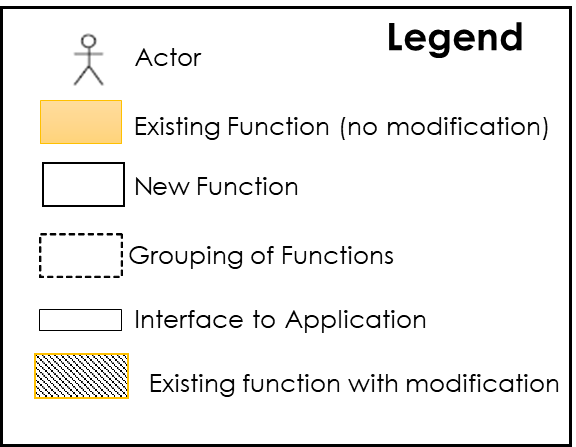 Legend
Actor
Existing Function (no modification)
New Function
Grouping of Functions
Interface to Application
Existing function with modification